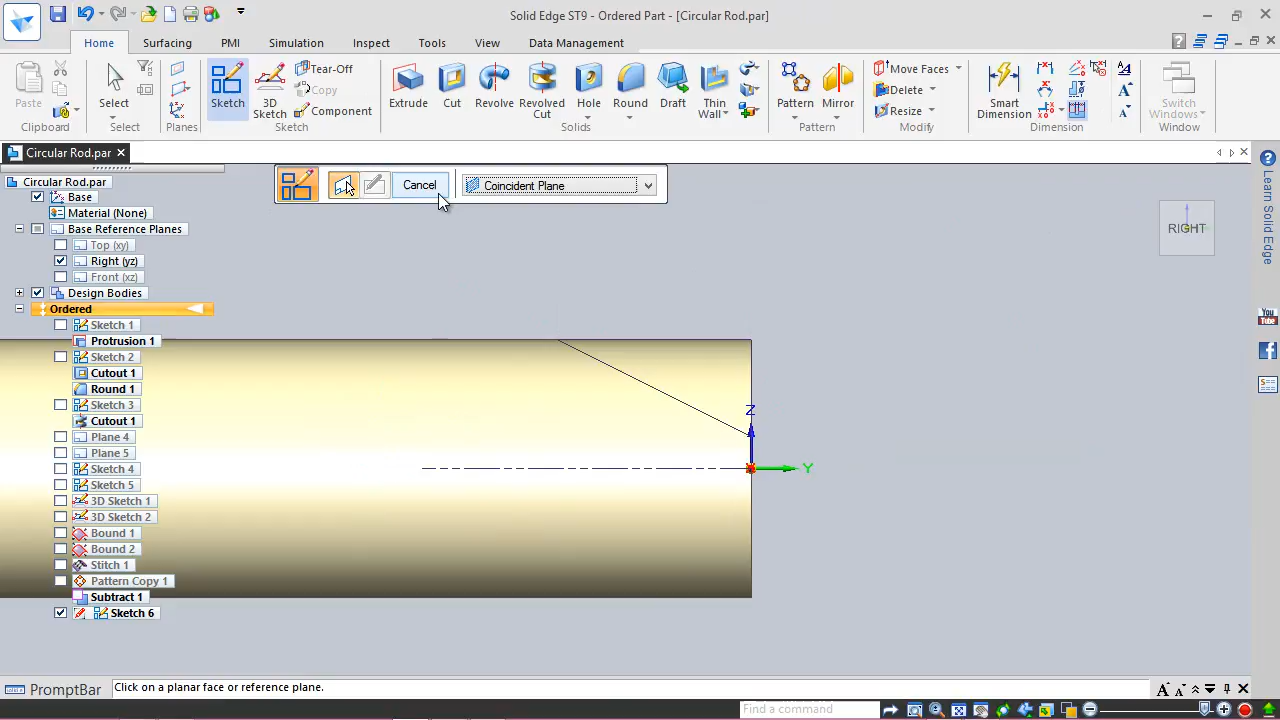 Solid Edge ST9 - Ordered Part - [Circular Rod.par]
Home
Surfacing
PMI
Simulation
Inspect
Tools
View
Data Management
Paste
Clipboard
Select
Select
Planes
Sketch
3D
Sketch
Tear-Off
Copy
Component
Sketch
Extrude
Cut
Revolve
Revolved
Cut
Hole
Round
Draft
Thin
Wall
Solids
Pattern
Mirror
Pattern
Move Faces
Delete
Resize
Modify
Smart
Dimension
Dimension
Switch
Windows
Window
Circular Rod.par
Circular Rod.par
Base
Material (None)
Base Reference Planes
Top (xy)
Right (yz)
Front (xz)
Design Bodies
Ordered
Sketch 1
Protrusion 1
Sketch 2
Cutout 1
Round 1
Sketch 3
Cutout 1
Plane 4
Plane 5
Sketch 4
Sketch 5
3D Sketch 1
3D Sketch 2
Bound 1
Bound 2
Stitch 1
Pattern Copy 1
Subtract 1
Sketch 6
Cancel
Coincident Plane
RIGHT
Z
Y
Learn Solid Edge
You
Tube
PromptBar
Click on a planar face or reference plane.
Find a command